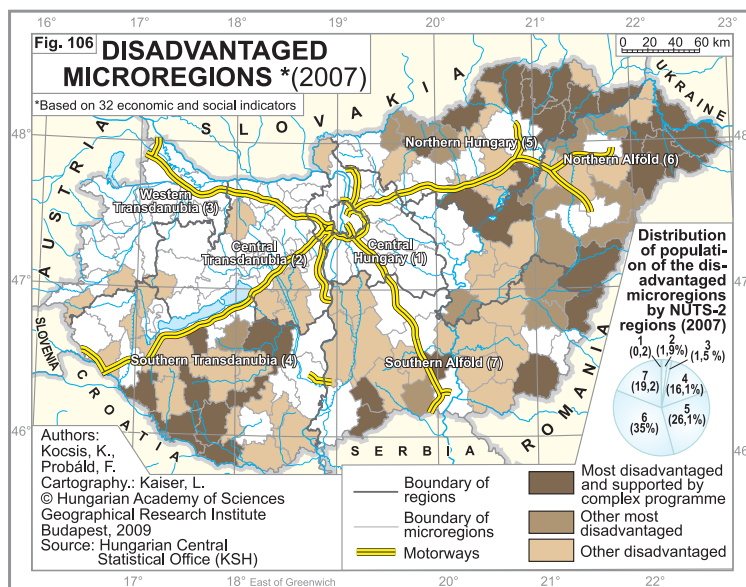 16°
17°
18°
19°
20°
21°
22°
23°
Fig. 106
DISADVANTAGED
MICROREGIONS *(2007)
*Based on 32 economic and social indicators
0 20 40 60 km
48°
47°
46°
48°
47°
46°
AUSTRIA
SLOVAKIA
UKRAINE
ROMANIA
SERBIA
CROATIA
SLOVENIA
Northern Hungary (5)
Northern Alföld (6)
Western
Transdanubia (3)
Central
Transdanubia (2)
Central
Hungary (1)
Southern Transdanubia (4)
Southern Alföld (7)
Distribution
of populati-
on of the dis-
advantaged
microregions
by NUTS-2
regions (2007)
1
(0,2)
2
(1,9%)
3
(1,5 %)
4
(16,1%)
5
(26,1%)
6
(35%)
7
(19,2)
Authors:
Kocsis, K.,
Probáld, F.
Cartography.: Kaiser, L.
© Hungarian Academy of Sciences
Geographical Research Institute
Budapest, 2009
Source: Hungarian Central
Statistical Office (KSH)
Boundary of
regions
Boundary of
microregions
Motorways
Most disadvantaged
and supported by
complex programme
Other most
disadvantaged
Other disadvantaged
17°
18° East of Greenwich
19°
20°
21°
22°